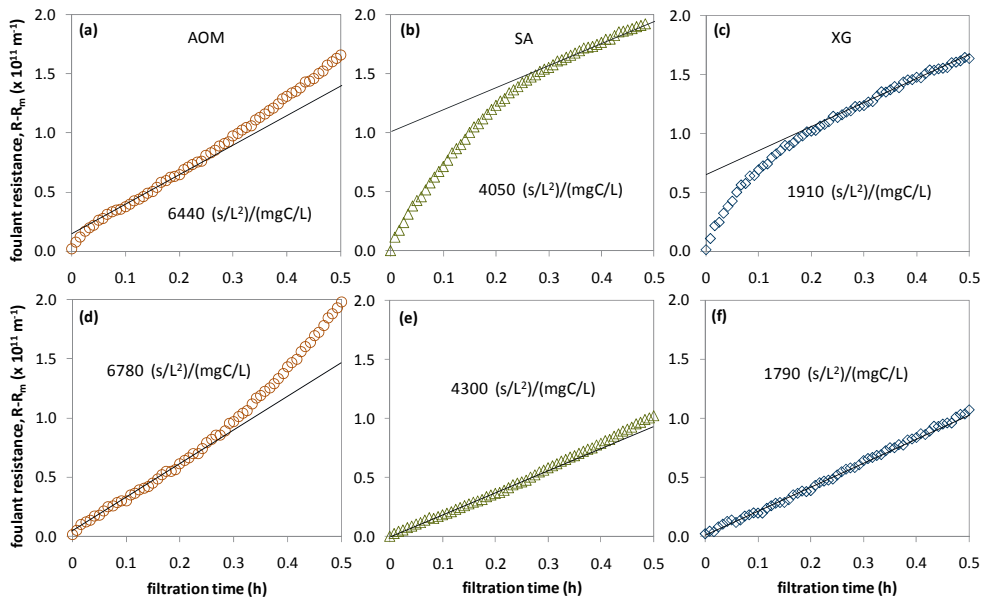 (a) AOM
(b) SA
(c) XG
foulant resistance, R-Rm (x 10¹¹ m⁻¹)
2.0
1.5
1.0
0.5
0.0
6440 (s/L²)/(mgC/L)
0 0.1 0.2 0.3 0.4 0.5
2.0
1.5
1.0
0.5
0.0
4050 (s/L²)/(mgC/L)
0 0.1 0.2 0.3 0.4 0.5
2.0
1.5
1.0
0.5
0.0
1910 (s/L²)/(mgC/L)
0 0.1 0.2 0.3 0.4 0.5
(d)
foulant resistance, R-Rm (x 10¹¹ m⁻¹)
2.0
1.5
1.0
0.5
0.0
6780 (s/L²)/(mgC/L)
0 0.1 0.2 0.3 0.4 0.5
filtration time (h)
(e)
2.0
1.5
1.0
0.5
0.0
4300 (s/L²)/(mgC/L)
0 0.1 0.2 0.3 0.4 0.5
filtration time (h)
(f)
2.0
1.5
1.0
0.5
0.0
1790 (s/L²)/(mgC/L)
0 0.1 0.2 0.3 0.4 0.5
filtration time (h)